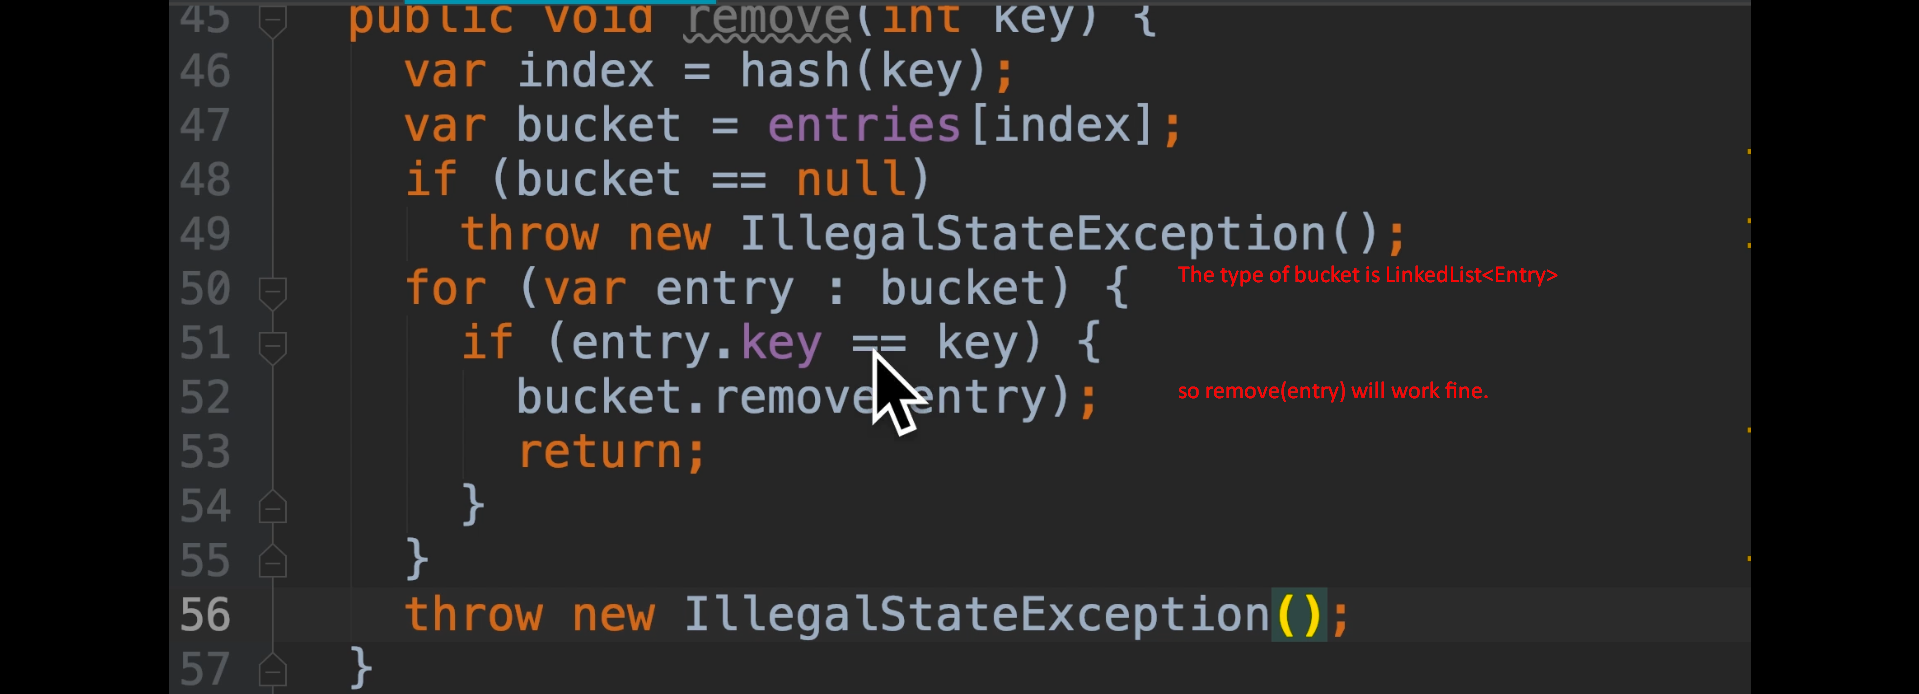 45 public void remove(int key) {
46 var index = hash(key);
47 var bucket = entries[index];
48 if (bucket == null)
49 throw new IllegalStateException();
50 for (var entry : bucket) { The type of bucket is LinkedList<Entry>
51 if (entry.key == key) {
52 bucket.remove entry); so remove(entry) will work fine.
53 return;
54 }
55 }
56 throw new IllegalStateException();
57 }